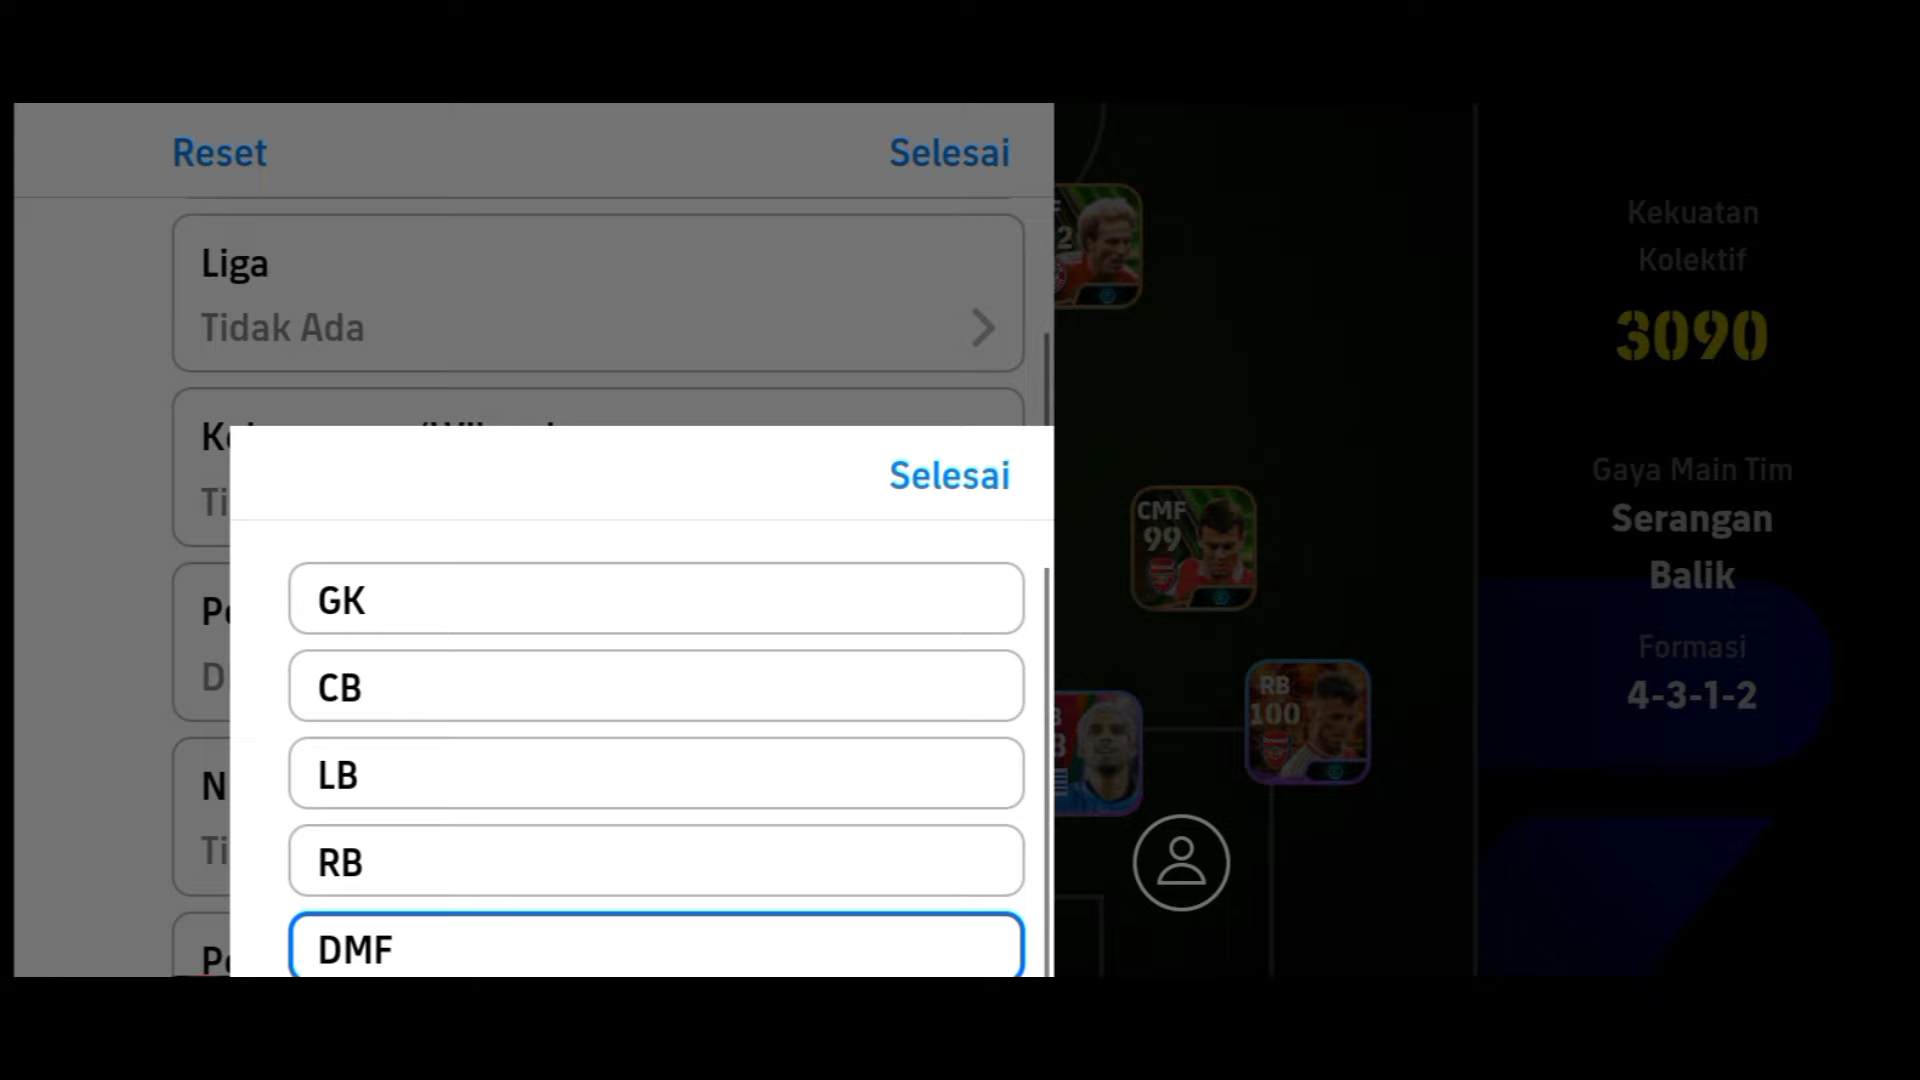 Reset
Selesai
Liga
Tidak Ada
Selesai
GK
CB
LB
RB
DMF
2
CMF
99
RB
100
Kekuatan
Kolektif
3090
Gaya Main Tim
Serangan
Balik
Formasi
4-3-1-2